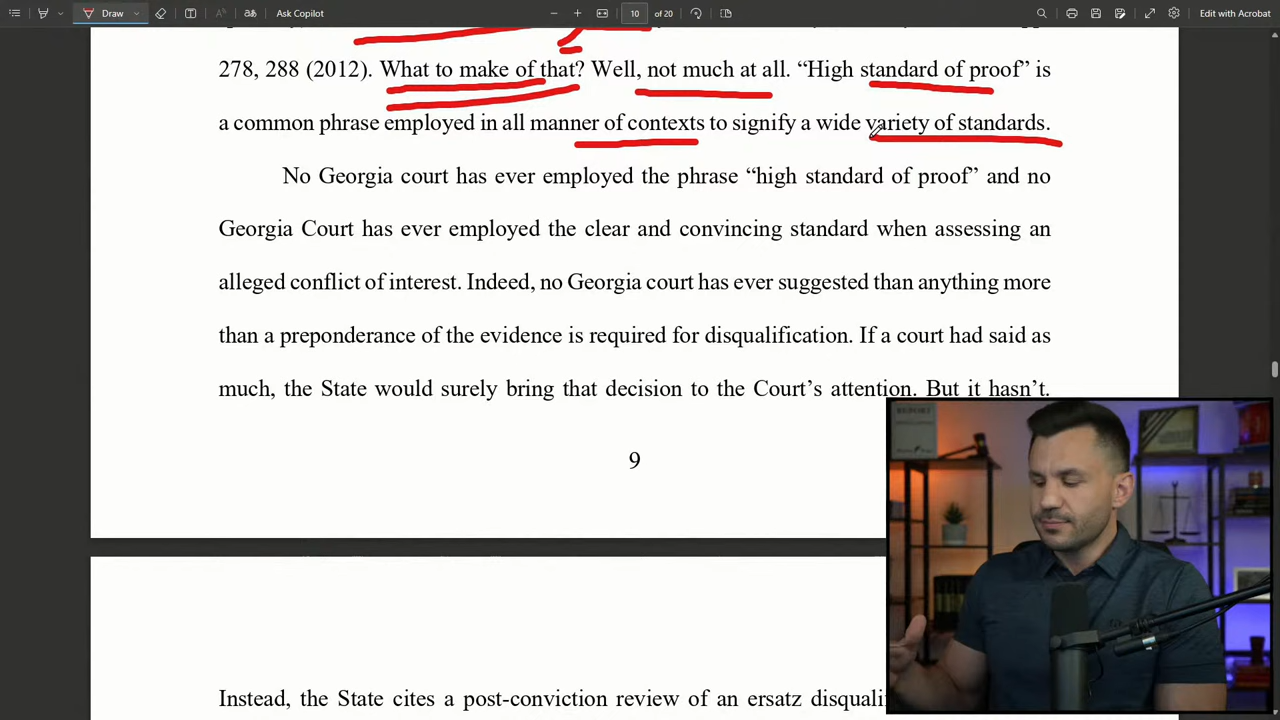 Draw
Ask Copilot
10
of 20
Edit with Acrobat
278, 288 (2012). What to make of that? Well, not much at all. “High standard of proof” is
a common phrase employed in all manner of contexts to signify a wide variety of standards.
No Georgia court has ever employed the phrase “high standard of proof” and no
Georgia Court has ever employed the clear and convincing standard when assessing an
alleged conflict of interest. Indeed, no Georgia court has ever suggested than anything more
than a preponderance of the evidence is required for disqualification. If a court had said as
much, the State would surely bring that decision to the Court’s attention. But it hasn’t.
9
Instead, the State cites a post-conviction review of an ersatz